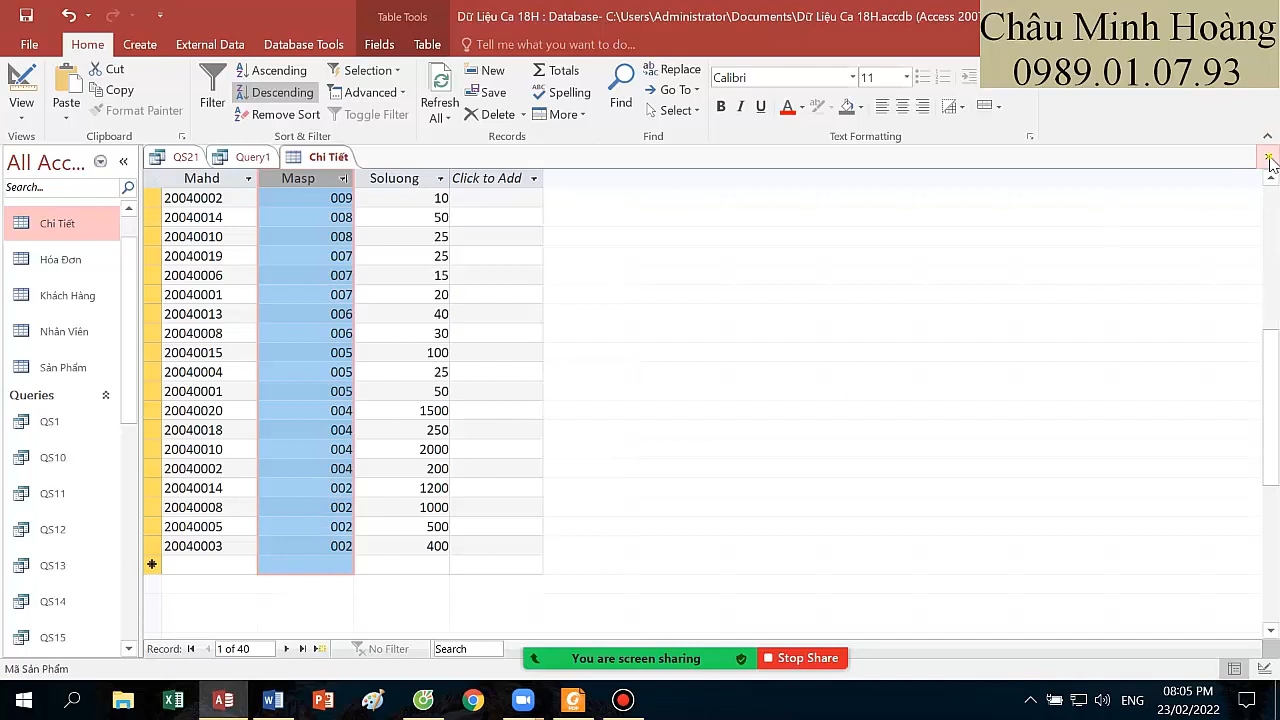 Table Tools
Dữ Liệu Ca 18H : Database- C:\Users\Administrator\Documents\Dữ Liệu Ca 18H.accdb (Access 200
Châu Minh Hoàng
0989.01.07.93
File Home Create External Data Database Tools Fields Table Tell me what you want to do...
View
Views
Paste
Cut
Copy
Format Painter
Clipboard
Filter
Ascending
Descending
Remove Sort
Selection
Advanced
Toggle Filter
Sort & Filter
Refresh
All
New
Save
Delete
Totals
Spelling
More
Records
Find
Replace
Go To
Select
Find
Calibri 11
B I U A
Text Formatting
All Acc...
Search...
Chi Tiết
Hóa Đơn
Khách Hàng
Nhân Viên
Sản Phẩm
Queries
QS1
QS10
QS11
QS12
QS13
QS14
QS15
QS21 Query1 Chi Tiết
Mahd Masp Soluong Click to Add
20040002 009 10
20040014 008 50
20040010 008 25
20040019 007 25
20040006 007 15
20040001 007 20
20040013 006 40
20040008 006 30
20040015 005 100
20040004 005 25
20040001 005 50
20040020 004 1500
20040018 004 250
20040010 004 2000
20040002 004 200
20040014 002 1200
20040008 002 1000
20040005 002 500
20040003 002 400
Record: 1 of 40 No Filter Search
You are screen sharing Stop Share
Mã Sản Phẩm
ENG
08:05 PM
23/02/2022